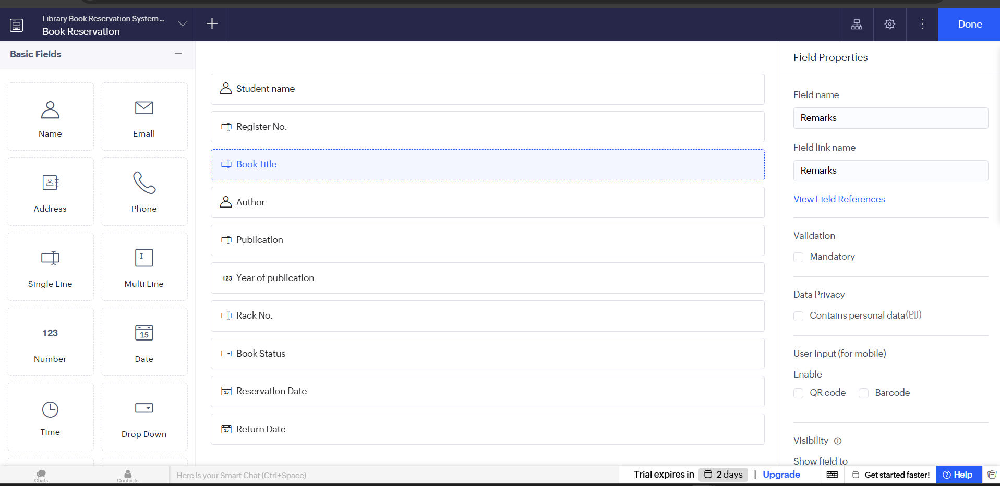 Library Book Reservation System ...
Book Reservation
Done
Basic Fields
Name
Email
Address
Phone
Single Line
Multi Line
123
Number
15
Date
Time
Drop Down
Student name
Register No.
Book Title
Author
Publication
123 Year of publication
Rack No.
Book Status
15 Reservation Date
15 Return Date
Field Properties
Field name
Remarks
Field link name
Remarks
View Field References
Validation
Mandatory
Data Privacy
Contains personal data(PII)
User Input (for mobile)
Enable
QR code
Barcode
Visibility
Show field to
Chats
Contacts
Here is your Smart Chat (Ctrl+Space)
Trial expires in 2 days | Upgrade
Get started faster!
Help